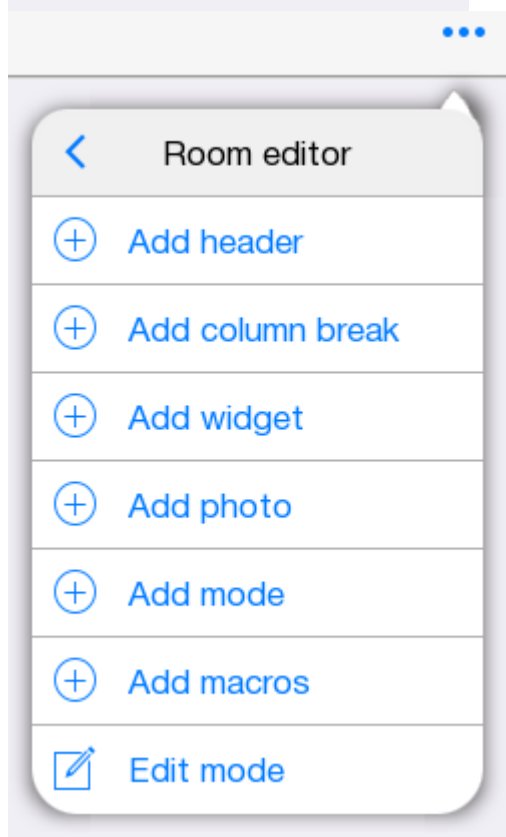 Room editor
Add header
Add column break
Add widget
Add photo
Add mode
Add macros
Edit mode